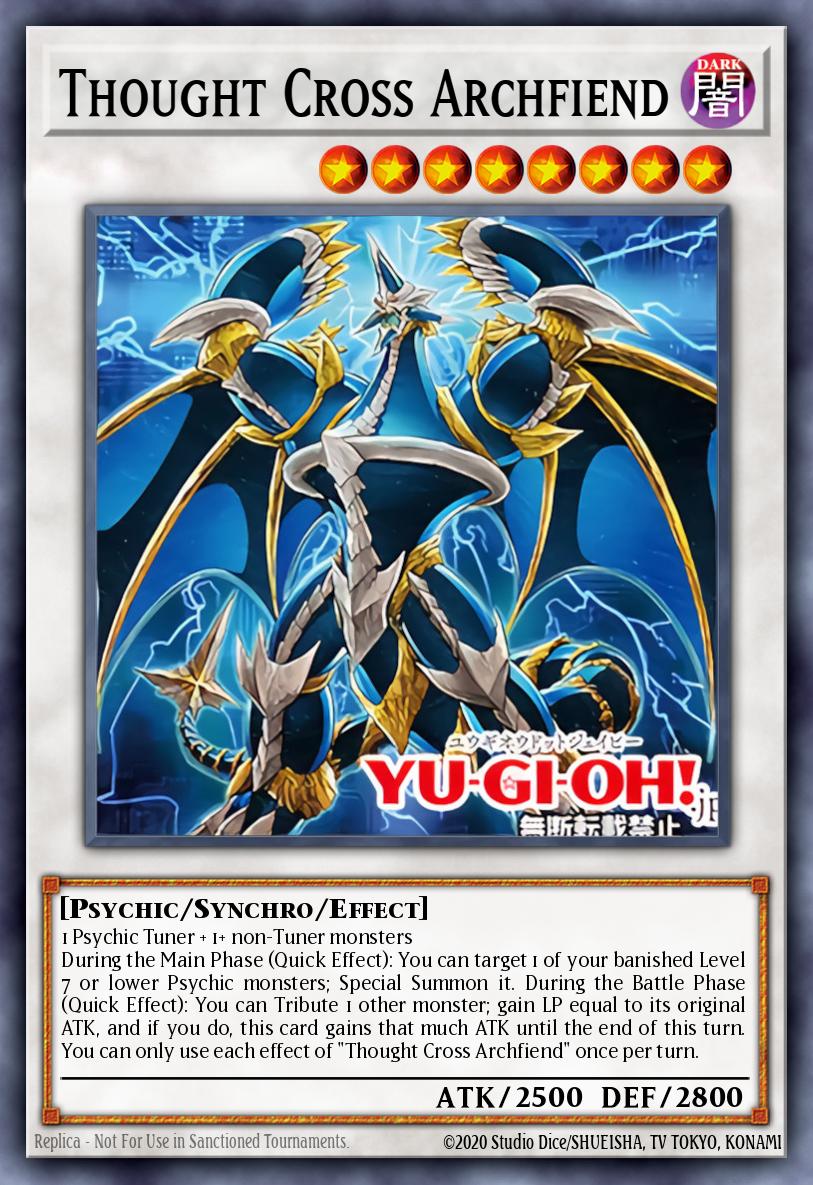 Thought Cross Archfiend
DARK
闇
ユウギオウドットジェイピー
YU-GI-OH!.jp
無断転載禁止
[Psychic/Synchro/Effect]
1 Psychic Tuner + 1+ non-Tuner monsters
During the Main Phase (Quick Effect): You can target 1 of your banished Level
7 or lower Psychic monsters; Special Summon it. During the Battle Phase
(Quick Effect): You can Tribute 1 other monster; gain LP equal to its original
ATK, and if you do, this card gains that much ATK until the end of this turn.
You can only use each effect of "Thought Cross Archfiend" once per turn.
ATK/2500 DEF/2800
Replica - Not For Use in Sanctioned Tournaments.
©2020 Studio Dice/SHUEISHA, TV TOKYO, KONAMI